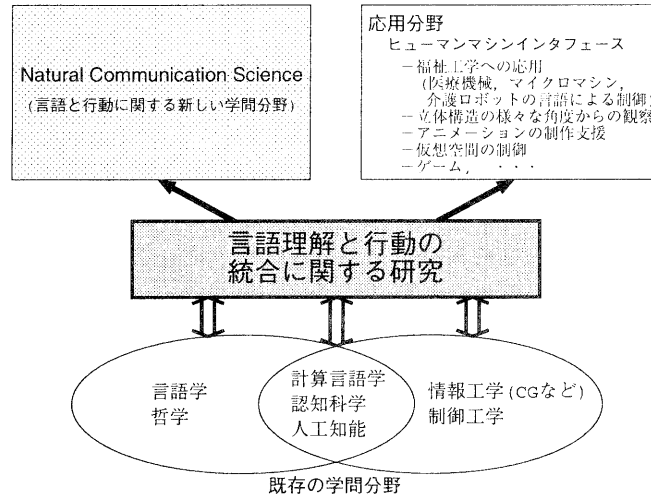 Natural Communication Science
(言語と行動に関する新しい学問分野)
応用分野
ヒューマンマシンインタフェース
－福祉工学への応用
(医療機械, マイクロマシン,
介護ロボットの言語による制御)
－立体構造の様々な角度からの観察
－アニメーションの制作支援
－仮想空間の制御
－ゲーム, ・・・
言語理解と行動の
統合に関する研究
言語学
哲学
計算言語学
認知科学
人工知能
情報工学 (CGなど)
制御工学
既存の学問分野